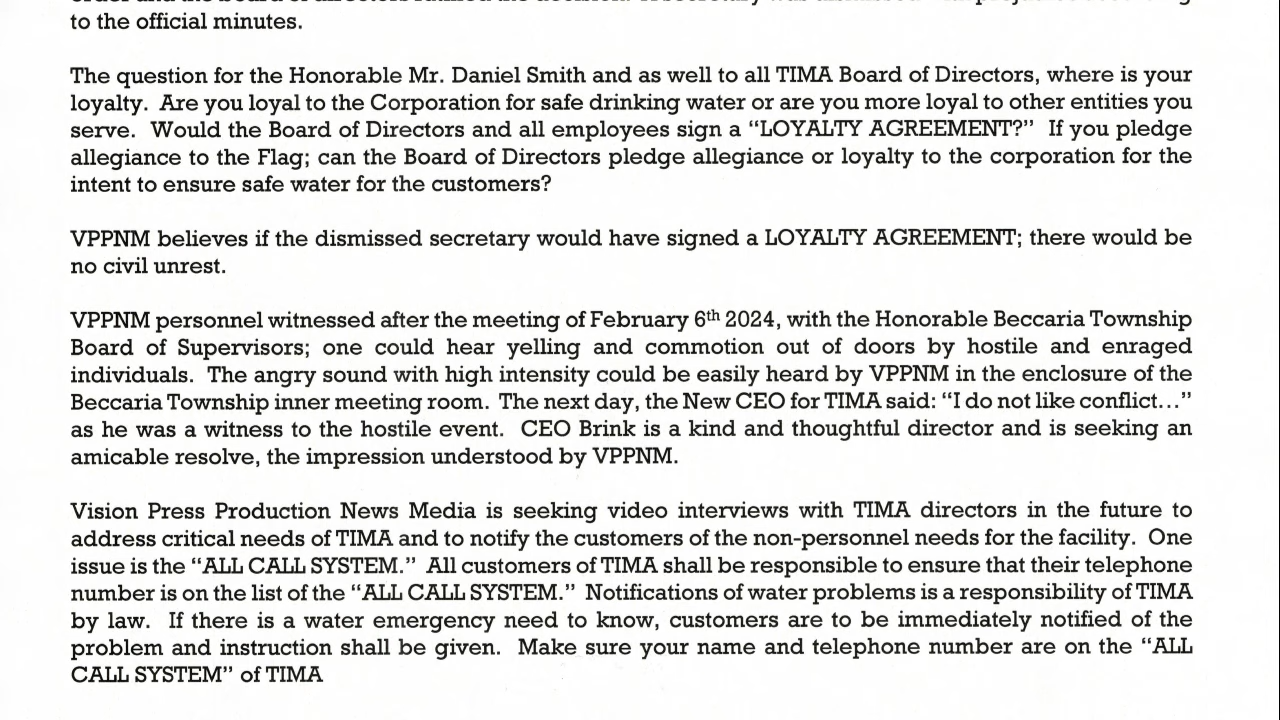 to the official minutes.
The question for the Honorable Mr. Daniel Smith and as well to all TIMA Board of Directors, where is your
loyalty.  Are you loyal to the Corporation for safe drinking water or are you more loyal to other entities you
serve.  Would the Board of Directors and all employees sign a “LOYALTY AGREEMENT?”  If you pledge
allegiance to the Flag; can the Board of Directors pledge allegiance or loyalty to the corporation for the
intent to ensure safe water for the customers?
VPPNM believes if the dismissed secretary would have signed a LOYALTY AGREEMENT; there would be
no civil unrest.
VPPNM personnel witnessed after the meeting of February 6th 2024, with the Honorable Beccaria Township
Board of Supervisors; one could hear yelling and commotion out of doors by hostile and enraged
individuals.  The angry sound with high intensity could be easily heard by VPPNM in the enclosure of the
Beccaria Township inner meeting room.  The next day, the New CEO for TIMA said: “I do not like conflict…”
as he was a witness to the hostile event.  CEO Brink is a kind and thoughtful director and is seeking an
amicable resolve, the impression understood by VPPNM.
Vision Press Production News Media is seeking video interviews with TIMA directors in the future to
address critical needs of TIMA and to notify the customers of the non-personnel needs for the facility.  One
issue is the “ALL CALL SYSTEM.”  All customers of TIMA shall be responsible to ensure that their telephone
number is on the list of the “ALL CALL SYSTEM.”  Notifications of water problems is a responsibility of TIMA
by law.  If there is a water emergency need to know, customers are to be immediately notified of the
problem and instruction shall be given.  Make sure your name and telephone number are on the “ALL
CALL SYSTEM” of TIMA